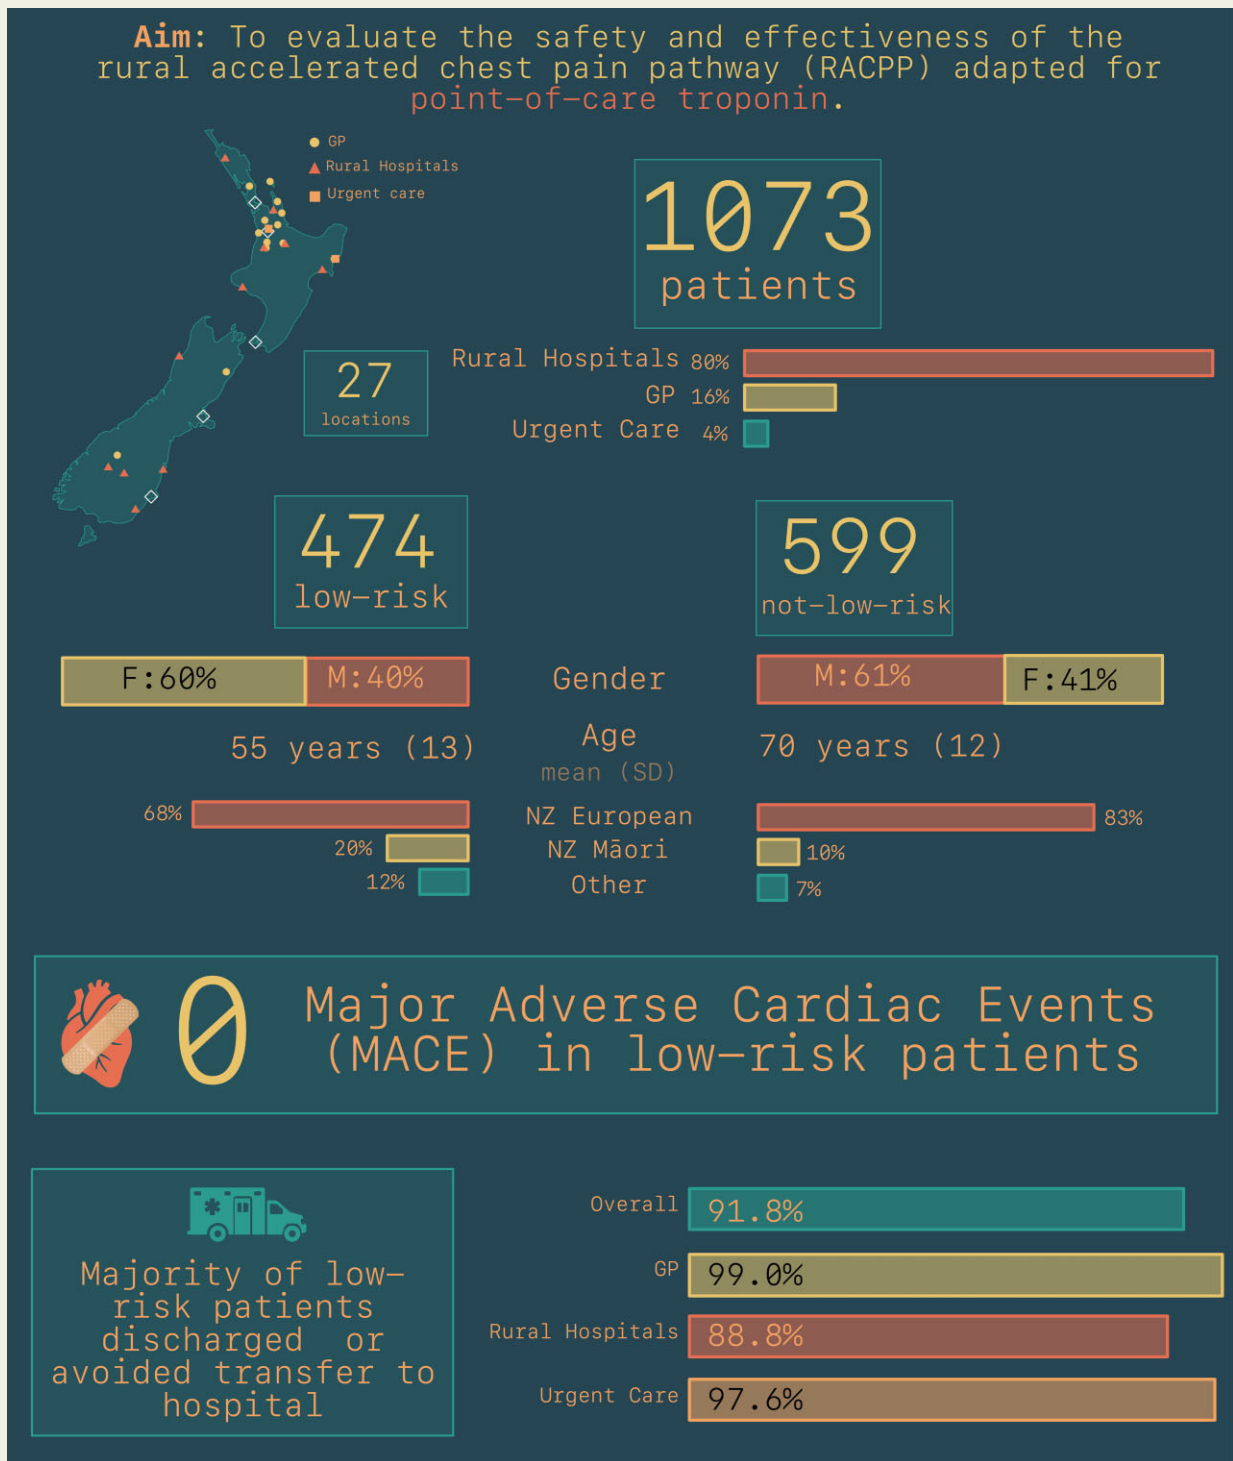 Aim: To evaluate the safety and effectiveness of the
rural accelerated chest pain pathway (RACPP) adapted for
point-of-care troponin.
GP
Rural Hospitals
Urgent care
1073
patients
27
locations
Rural Hospitals 80%
GP 16%
Urgent Care 4%
474
low-risk
599
not-low-risk
F:60% M:40% Gender M:61% F:41%
55 years (13) Age 70 years (12)
mean (SD)
68% NZ European 83%
20% NZ Māori 10%
12% Other 7%
0 Major Adverse Cardiac Events
(MACE) in low-risk patients
Majority of low-
risk patients
discharged or
avoided transfer to
hospital
Overall 91.8%
GP 99.0%
Rural Hospitals 88.8%
Urgent Care 97.6%